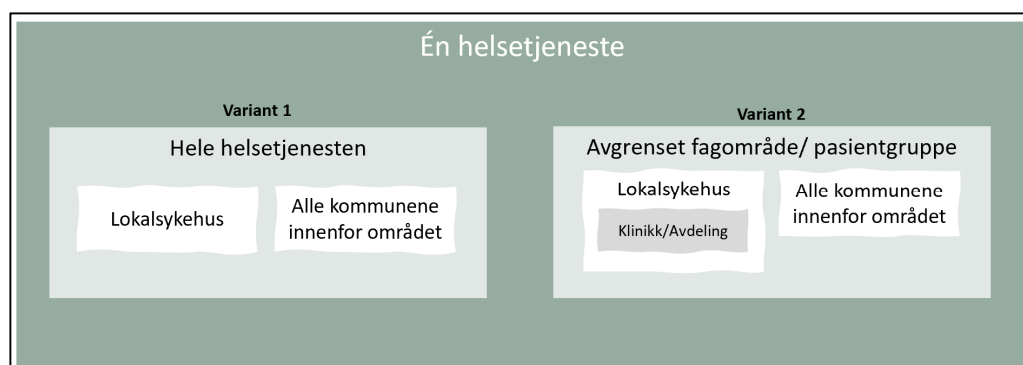 Én helsetjeneste
Variant 1
Hele helsetjenesten
Lokalsykehus
Alle kommunene
innenfor området
Variant 2
Avgrenset fagområde/ pasientgruppe
Lokalsykehus
Klinikk/Avdeling
Alle kommunene
innenfor området